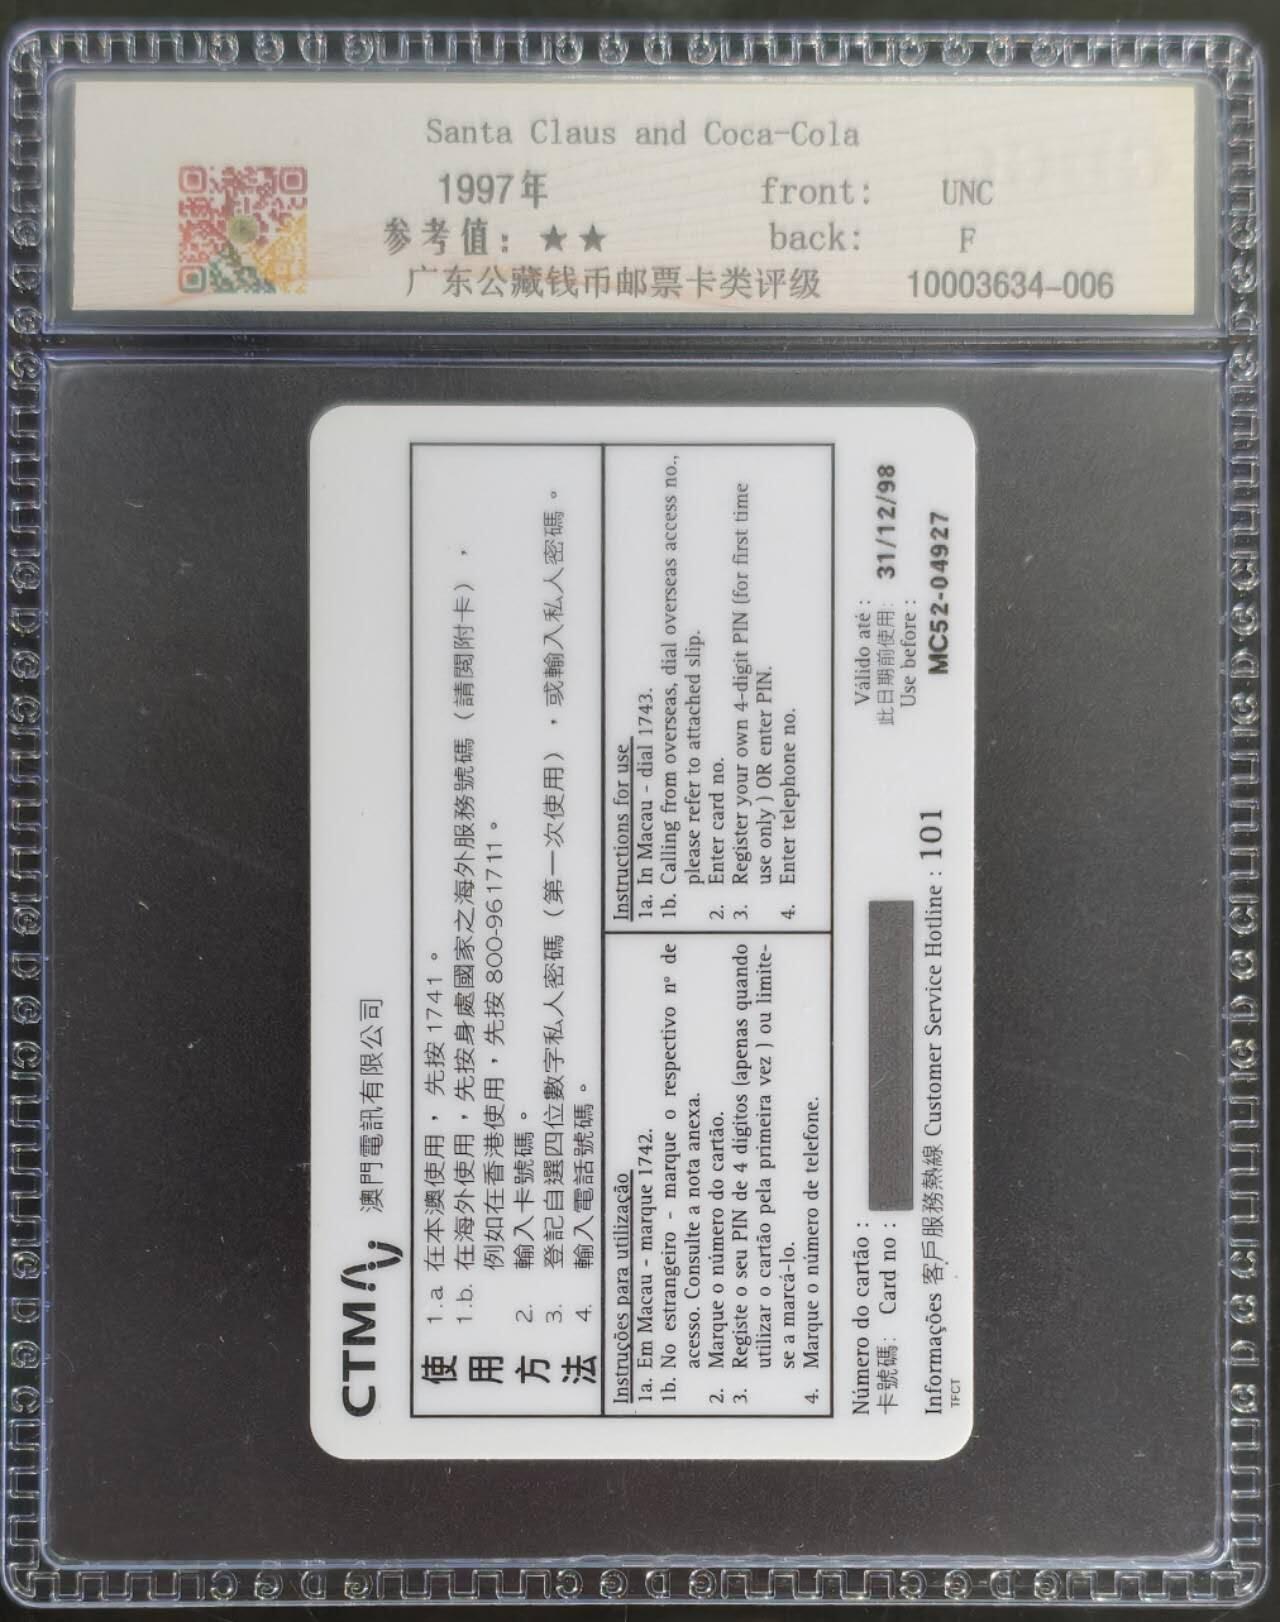 Santa Claus and Coca-Cola
1997年 front: UNC
参考值: ★★ back: F
广东公藏钱币邮票卡类评级 10003634-006
CTM 澳門電訊有限公司
使用方法
1.a 在本澳使用，先按1741。
1.b. 在海外使用，先按身處國家之海外服務號碼（請閱附卡），
例如在香港使用，先按 800-961711。
2. 輸入卡號碼。
3. 登記自選四位數字私人密碼（第一次使用），或輸入私人密碼。
4. 輸入電話號碼。
Instruções para utilização
1a. Em Macau - marque 1742.
1b. No estrangeiro - marque o respectivo nº de
acesso. Consulte a nota anexa.
2. Marque o número do cartão.
3. Registe o seu PIN de 4 dígitos (apenas quando
utilizar o cartão pela primeira vez ) ou limite-
se a marcá-lo.
4. Marque o número de telefone.
Instructions for use
1a. In Macau - dial 1743.
1b. Calling from overseas, dial overseas access no.,
please refer to attached slip.
2. Enter card no.
3. Register your own 4-digit PIN (for first time
use only ) OR enter PIN.
4. Enter telephone no.
Número do cartão :
卡號碼: Card no :
Válido até :
此日期前使用: 31/12/98
Use before :
Informações 客戶服務熱線 Customer Service Hotline : 101
MC52-04927
TFCT